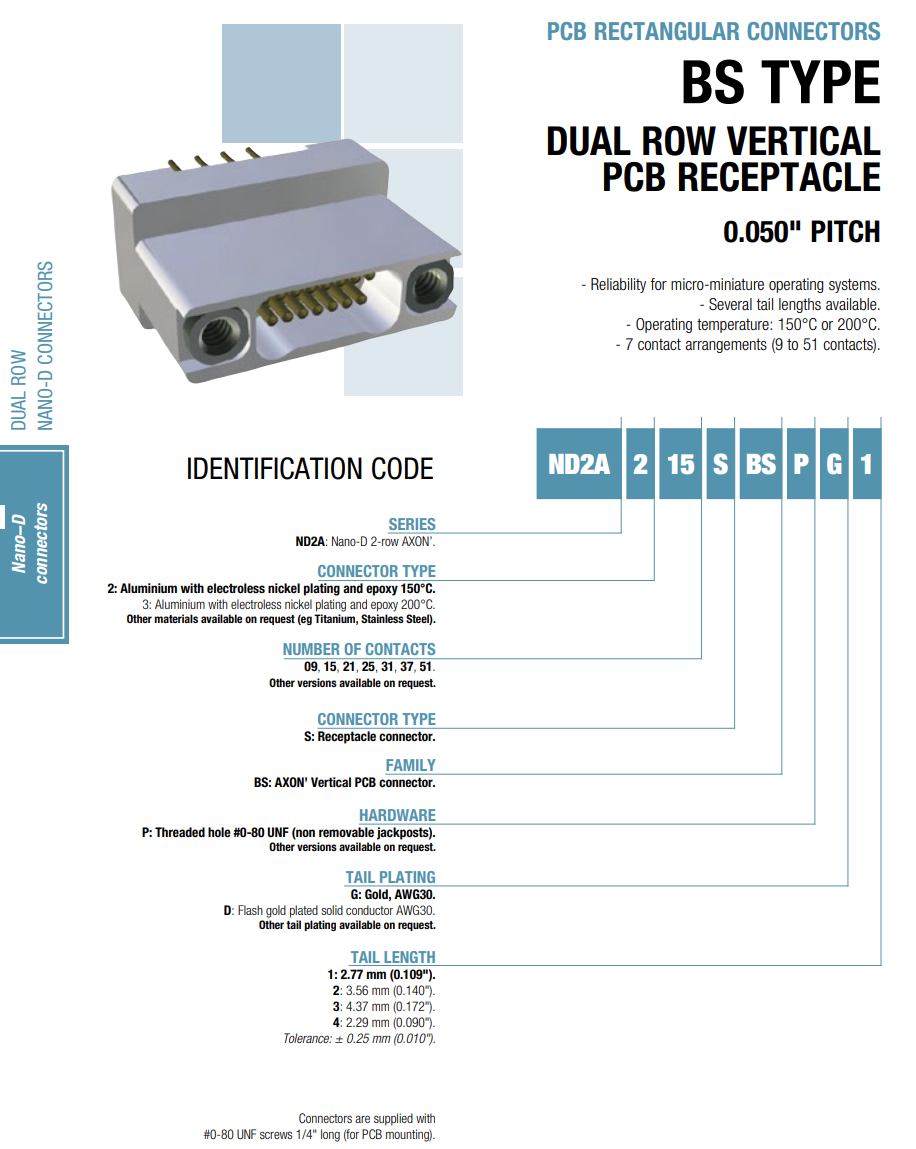 PCB RECTANGULAR CONNECTORS
BS TYPE
DUAL ROW VERTICAL
PCB RECEPTACLE
0.050" PITCH
- Reliability for micro-miniature operating systems.
- Several tail lengths available.
- Operating temperature: 150°C or 200°C.
- 7 contact arrangements (9 to 51 contacts).
DUAL ROW
NANO-D CONNECTORS
Nano–D
connectors
IDENTIFICATION CODE
ND2A 2 15 S BS P G 1
SERIES
ND2A: Nano-D 2-row AXON'.
CONNECTOR TYPE
2: Aluminium with electroless nickel plating and epoxy 150°C.
3: Aluminium with electroless nickel plating and epoxy 200°C.
Other materials available on request (eg Titanium, Stainless Steel).
NUMBER OF CONTACTS
09, 15, 21, 25, 31, 37, 51.
Other versions available on request.
CONNECTOR TYPE
S: Receptacle connector.
FAMILY
BS: AXON' Vertical PCB connector.
HARDWARE
P: Threaded hole #0-80 UNF (non removable jackposts).
Other versions available on request.
TAIL PLATING
G: Gold, AWG30.
D: Flash gold plated solid conductor AWG30.
Other tail plating available on request.
TAIL LENGTH
1: 2.77 mm (0.109").
2: 3.56 mm (0.140").
3: 4.37 mm (0.172").
4: 2.29 mm (0.090").
Tolerance: ± 0.25 mm (0.010").
Connectors are supplied with
#0-80 UNF screws 1/4" long (for PCB mounting).